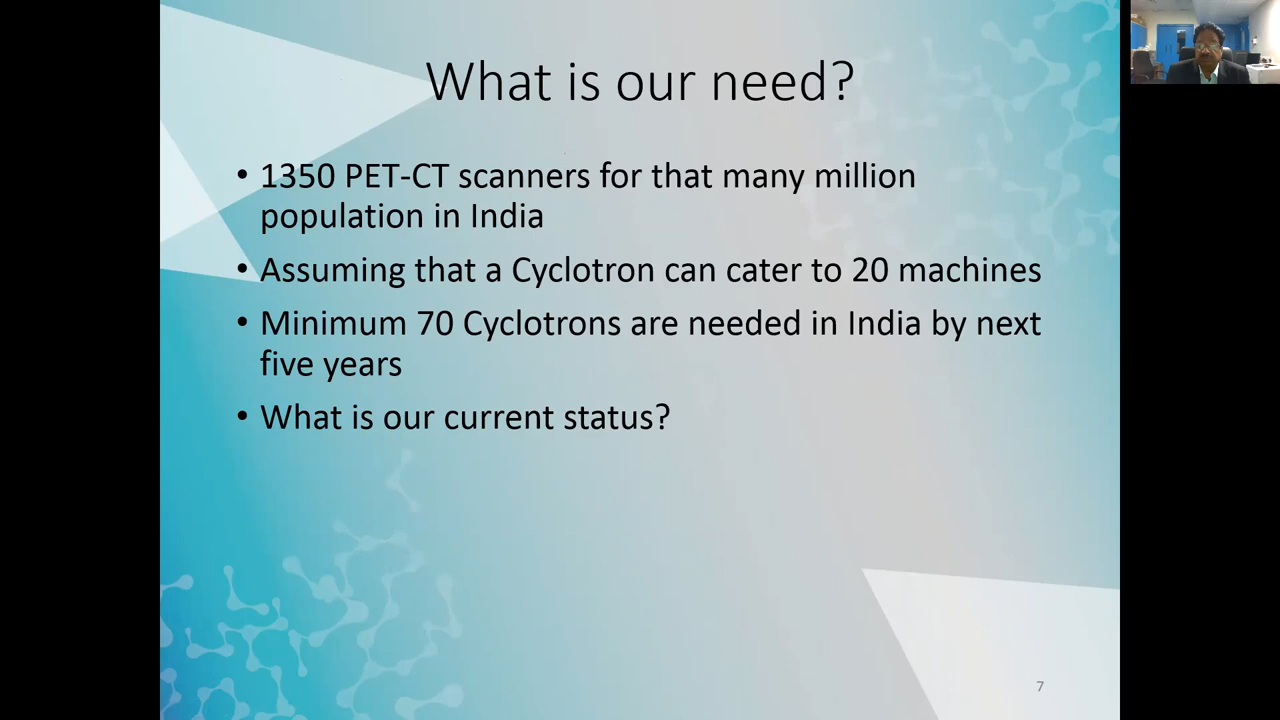 What is our need?
• 1350 PET-CT scanners for that many million
population in India
• Assuming that a Cyclotron can cater to 20 machines
• Minimum 70 Cyclotrons are needed in India by next
five years
• What is our current status?
7